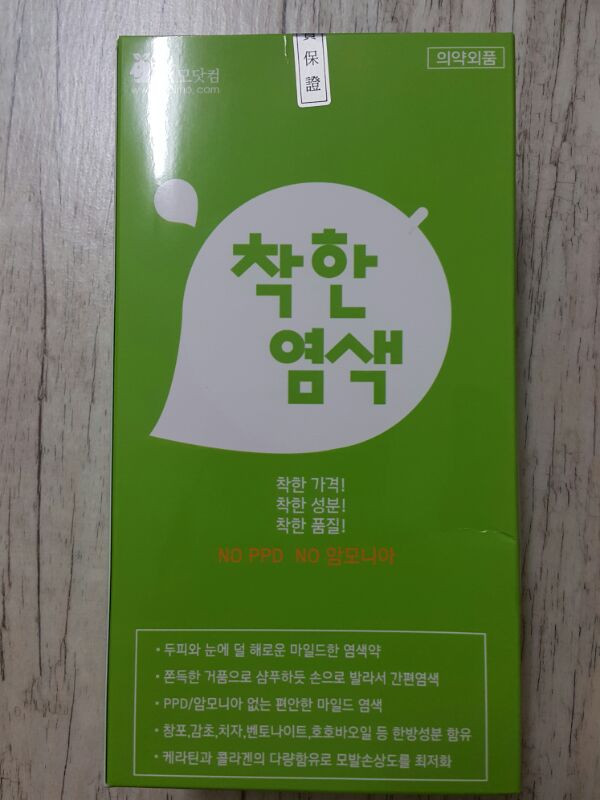 保
證
의약외품
모닷컴
착한
염색
착한 가격!
착한 성분!
착한 품질!
NO PPD NO 암모니아
• 두피와 눈에 덜 해로운 마일드한 염색약
• 쫀득한 거품으로 샴푸하듯 손으로 발라서 간편염색
• PPD/암모니아 없는 편안한 마일드 염색
• 창포,감초,치자,벤토나이트,호호바오일 등 한방성분 함유
• 케라틴과 콜라겐의 다량함유로 모발손상도를 최저화